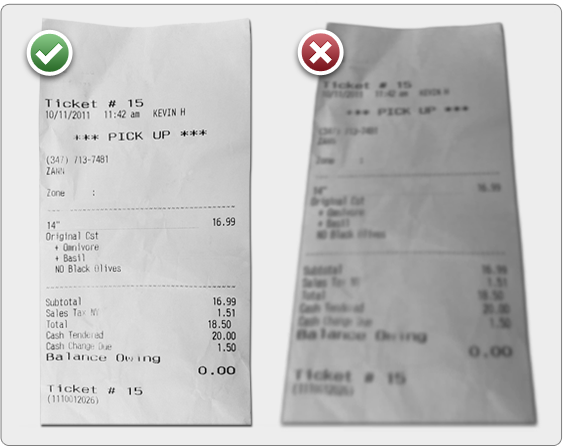 Ticket # 15
10/11/2011 11:42 am KEVIN H
*** PICK UP ***
(347) 713-7481
ZANN
Zone :
14" 16.99
Original Cst
+ Omnivore
+ Basil
NO Black Olives
Subtotal 16.99
Sales Tax NY 1.51
Total 18.50
Cash Tendered 20.00
Cash Change Due 1.50
Balance Owing
0.00
Ticket # 15
(1110012026)
Ticket # 15
10/11/2011 11:42 am KEVIN H
*** PICK UP ***
(347) 713-7481
ZANN
Zone :
14" 16.99
Original Cst
+ Omnivore
+ Basil
NO Black Olives
Subtotal 16.99
Sales Tax NY 1.51
Total 18.50
Cash Tendered 20.00
Cash Change Due 1.50
Balance Owing
0.00
Ticket # 15
(1110012026)